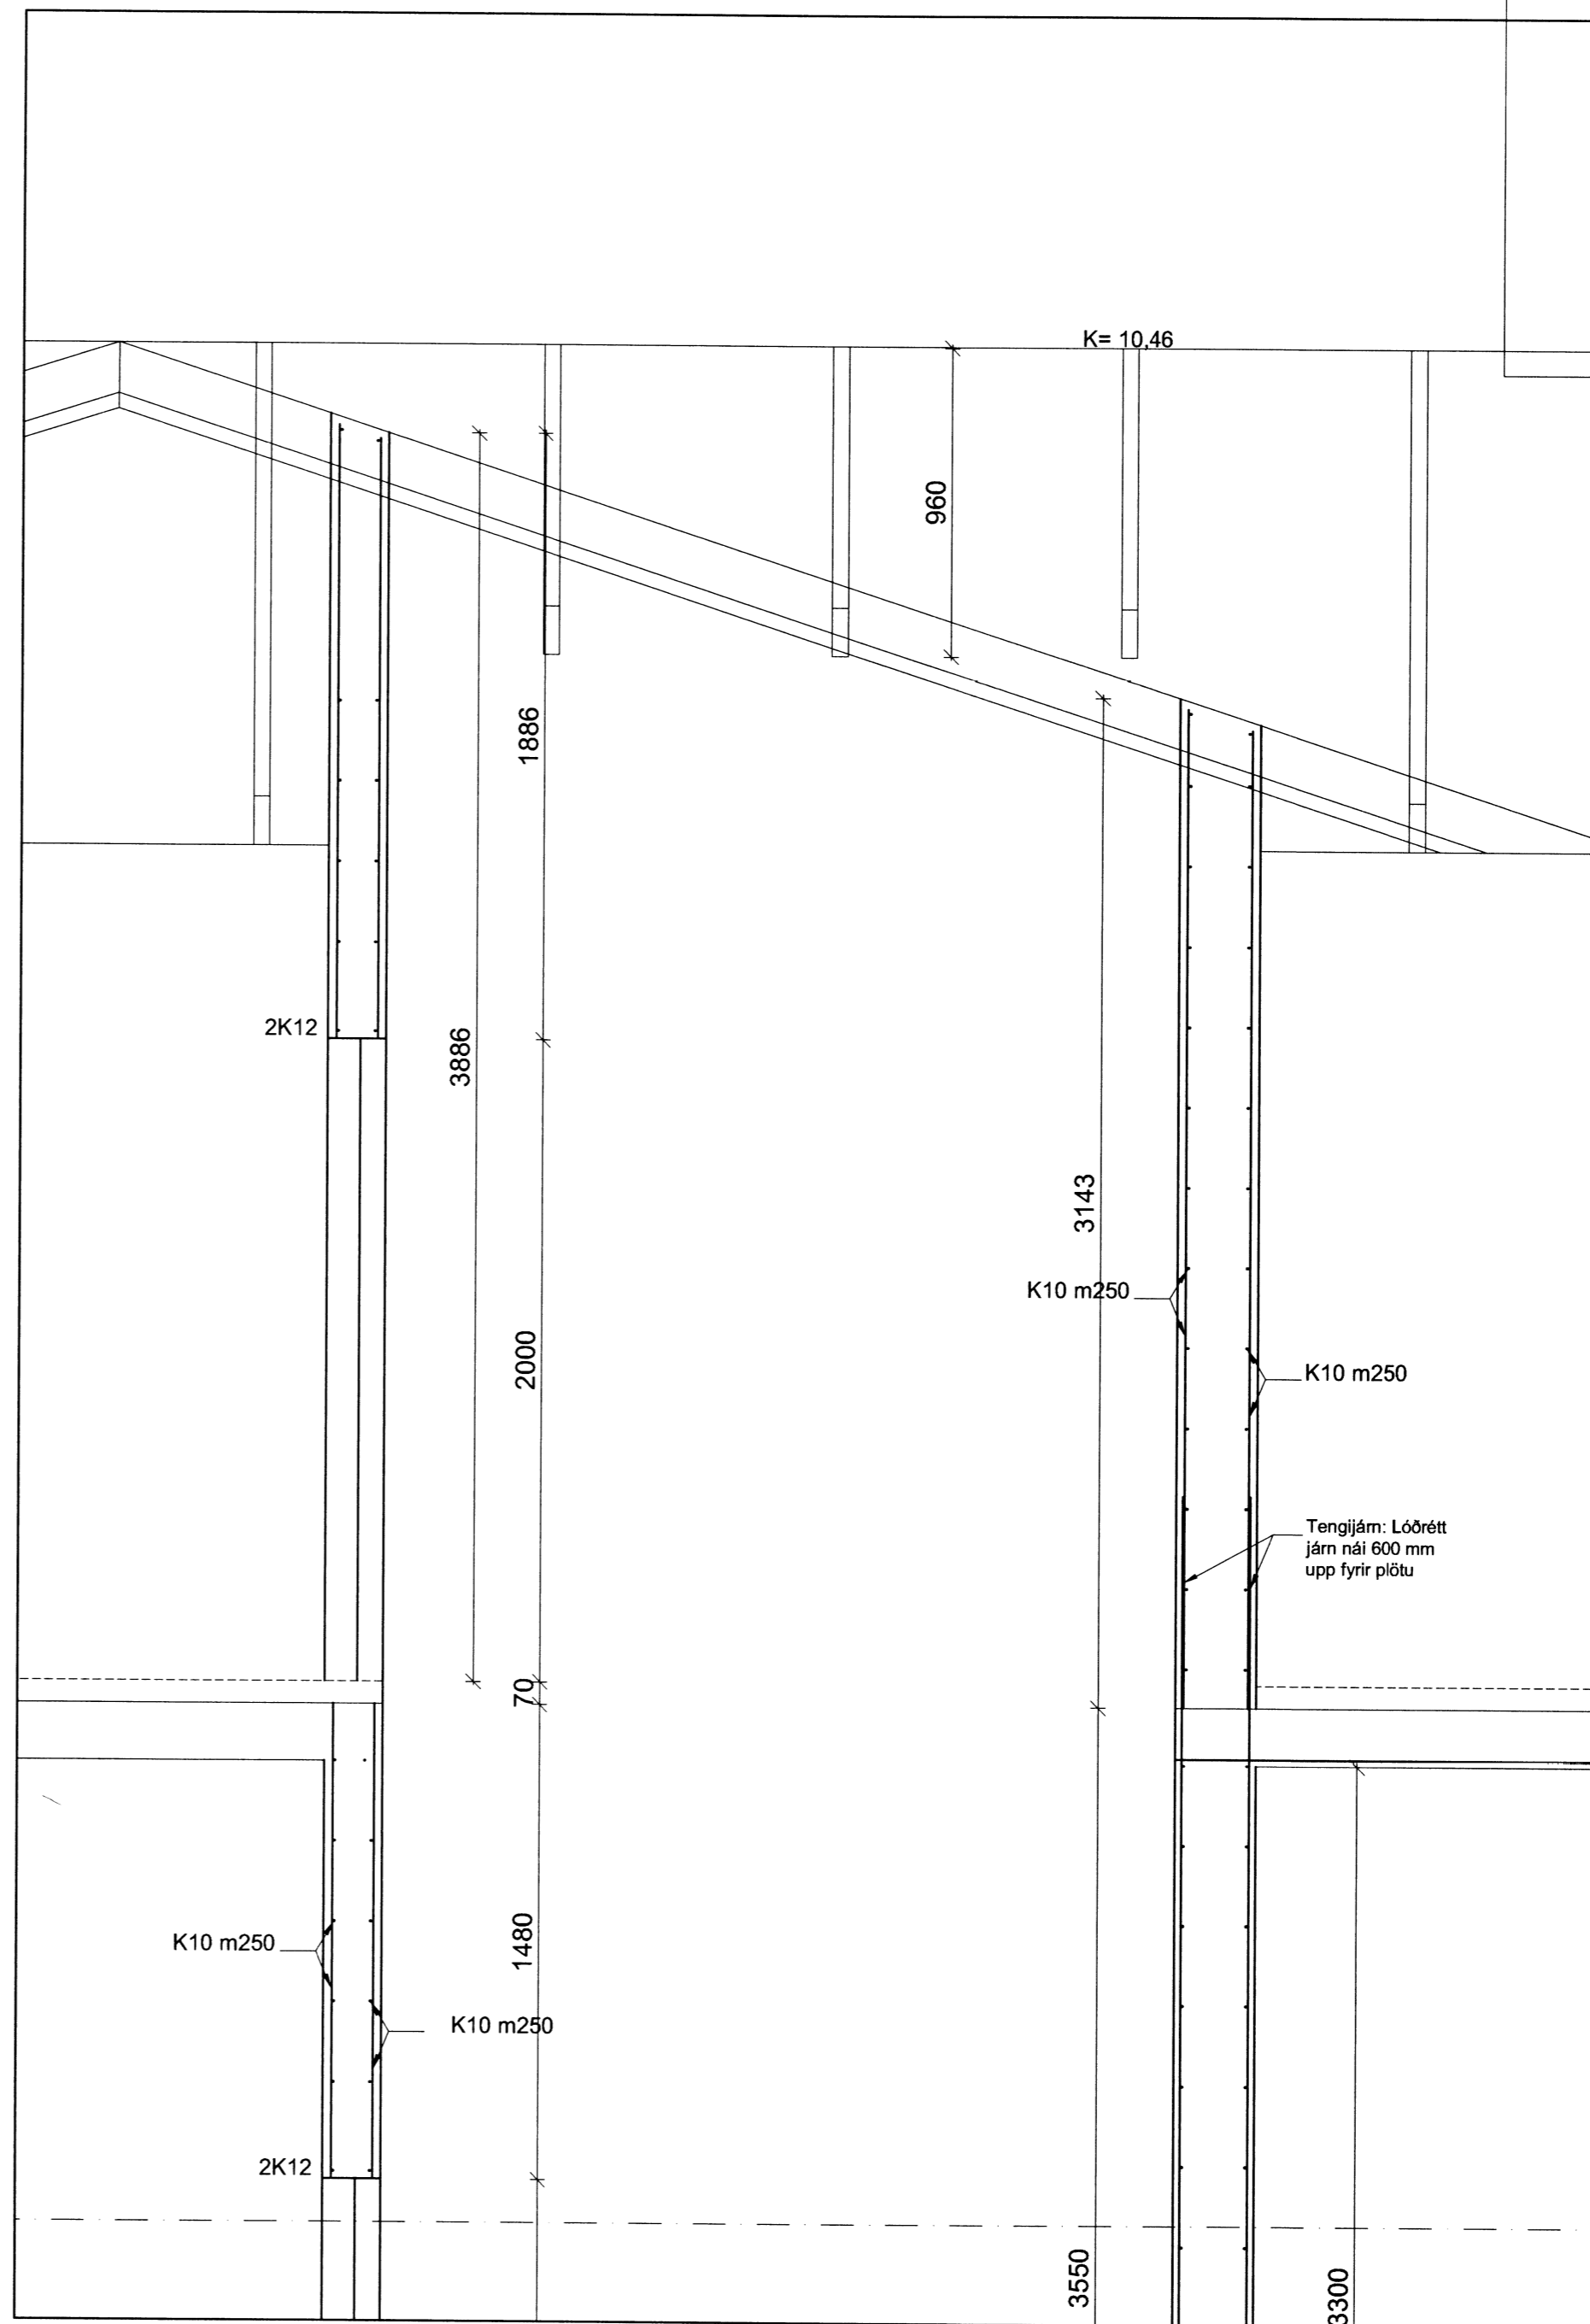 K= 10,46
960
1886
2K12
3886
3143
K10 m250
2000
K10 m250
Tengijárn: Lóðrétt
járn nái 600 mm
upp fyrir plötu
70
1480
K10 m250
K10 m250
2K12
3550
3300